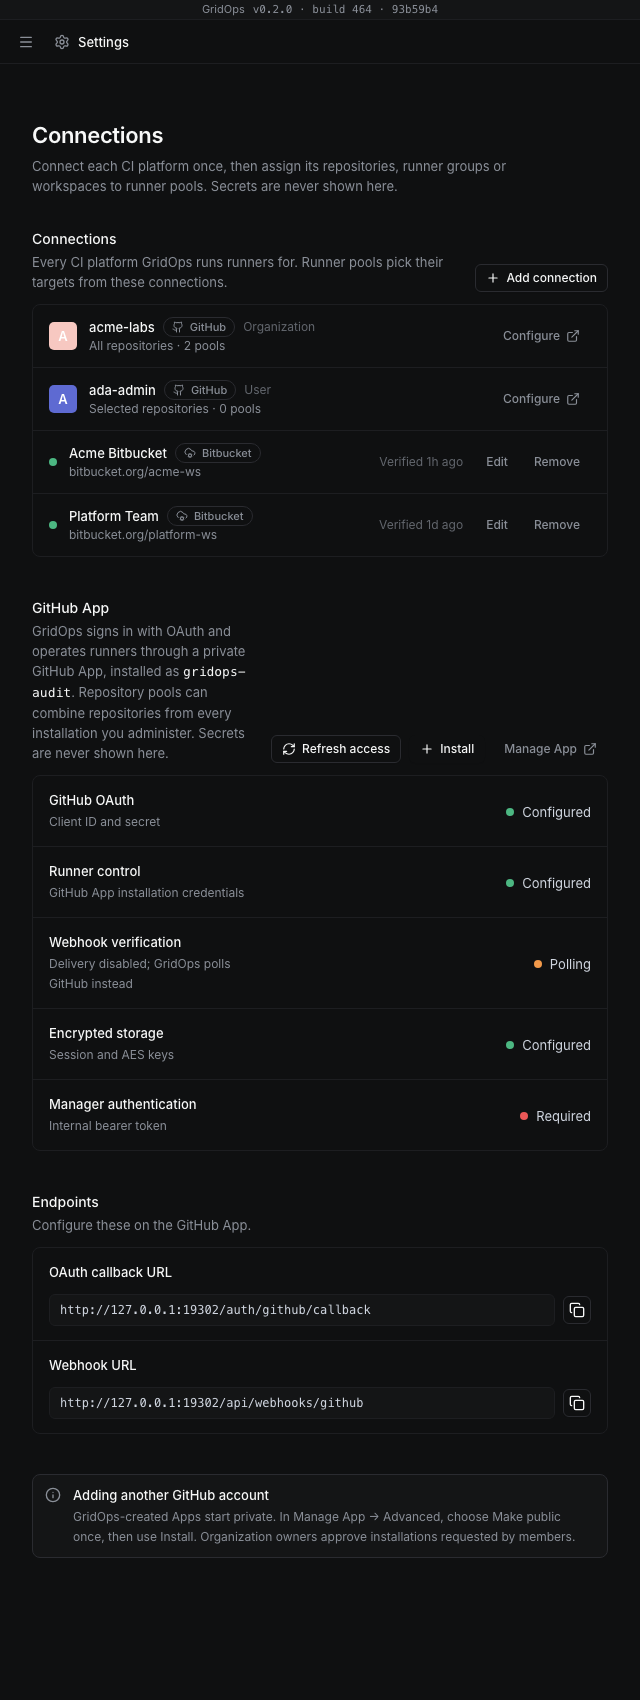 GridOps v0.2.0 · build 464 · 93b59b4
Settings
Connections
Connect each CI platform once, then assign its repositories, runner groups or
workspaces to runner pools. Secrets are never shown here.
Connections
Every CI platform GridOps runs runners for. Runner pools pick their
targets from these connections.
Add connection
A
acme-labs GitHub Organization
All repositories · 2 pools
Configure
A
ada-admin GitHub User
Selected repositories · 0 pools
Configure
Acme Bitbucket Bitbucket
bitbucket.org/acme-ws
Verified 1h ago Edit Remove
Platform Team Bitbucket
bitbucket.org/platform-ws
Verified 1d ago Edit Remove
GitHub App
GridOps signs in with OAuth and
operates runners through a private
GitHub App, installed as gridops-
audit. Repository pools can
combine repositories from every
installation you administer. Secrets
are never shown here.
Refresh access Install Manage App
GitHub OAuth
Client ID and secret
Configured
Runner control
GitHub App installation credentials
Configured
Webhook verification
Delivery disabled; GridOps polls
GitHub instead
Polling
Encrypted storage
Session and AES keys
Configured
Manager authentication
Internal bearer token
Required
Endpoints
Configure these on the GitHub App.
OAuth callback URL
http://127.0.0.1:19302/auth/github/callback
Webhook URL
http://127.0.0.1:19302/api/webhooks/github
Adding another GitHub account
GridOps-created Apps start private. In Manage App → Advanced, choose Make public
once, then use Install. Organization owners approve installations requested by members.